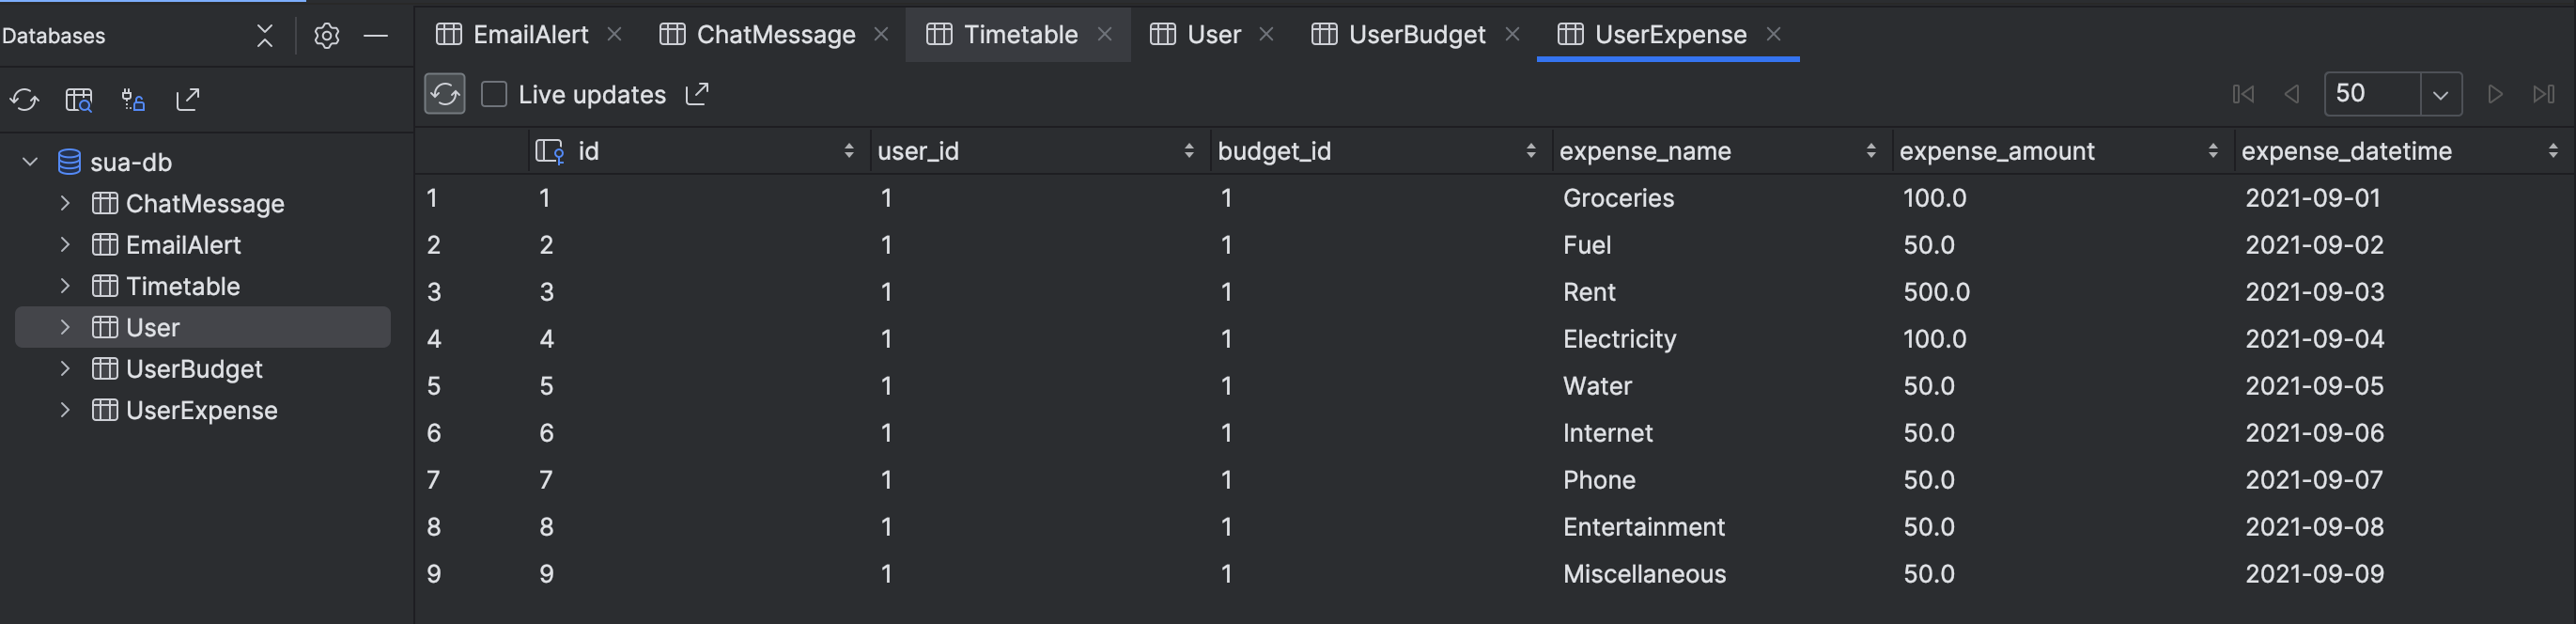 Databases
EmailAlert ChatMessage Timetable User UserBudget UserExpense
Live updates 50
sua-db
ChatMessage
EmailAlert
Timetable
User
UserBudget
UserExpense
id user_id budget_id expense_name expense_amount expense_datetime
1 1 1 1 Groceries 100.0 2021-09-01
2 2 1 1 Fuel 50.0 2021-09-02
3 3 1 1 Rent 500.0 2021-09-03
4 4 1 1 Electricity 100.0 2021-09-04
5 5 1 1 Water 50.0 2021-09-05
6 6 1 1 Internet 50.0 2021-09-06
7 7 1 1 Phone 50.0 2021-09-07
8 8 1 1 Entertainment 50.0 2021-09-08
9 9 1 1 Miscellaneous 50.0 2021-09-09